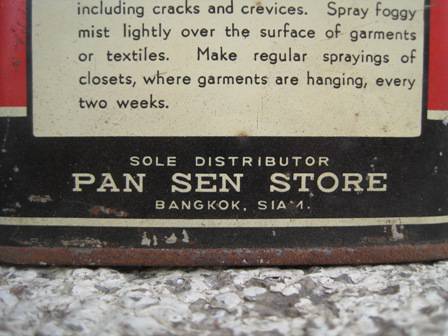 including cracks and crevices. Spray foggy
mist lightly over the surface of garments
or textiles. Make regular sprayings of
closets, where garments are hanging, every
two weeks.
SOLE DISTRIBUTOR
PAN SEN STORE
BANGKOK, SIAM.